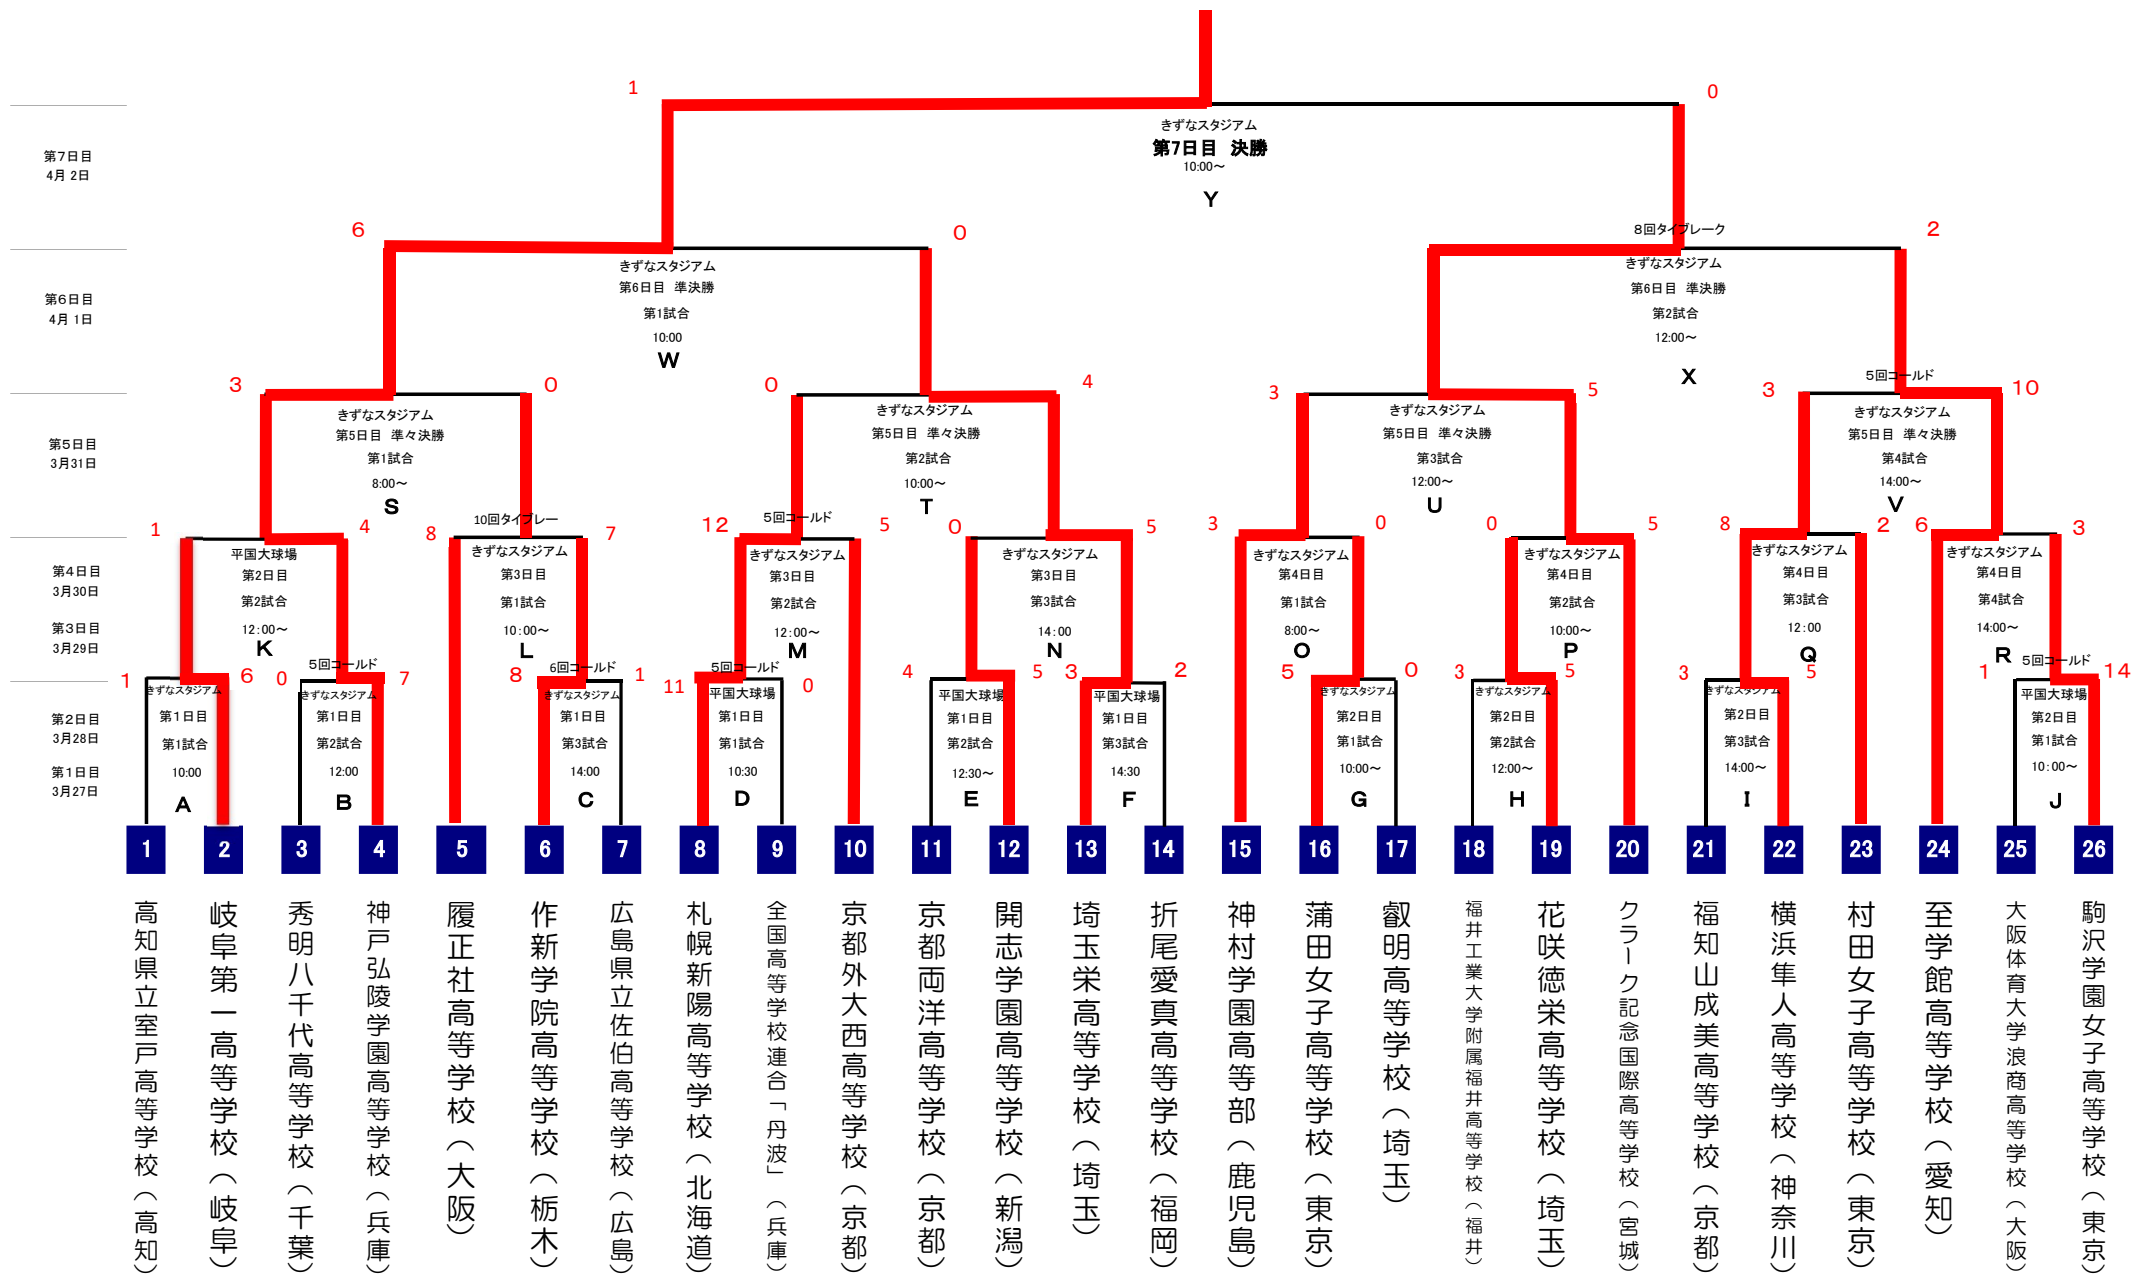 1
0
きずなスタジアム
第7日目 決勝
10:00～
Y
第7日目
4月 2日
6
0
8回タイブレーク
2
きずなスタジアム
第6日目 準決勝
第1試合
10:00
W
きずなスタジアム
第6日目 準決勝
第2試合
12:00～
X
第6日目
4月 1日
3
0
0
4
3
5
3
5回コールド
10
きずなスタジアム
第5日目 準々決勝
第1試合
8:00～
S
きずなスタジアム
第5日目 準々決勝
第2試合
10:00～
T
きずなスタジアム
第5日目 準々決勝
第3試合
12:00～
U
きずなスタジアム
第5日目 準々決勝
第4試合
14:00～
V
第5日目
3月31日
1
4
8
10回タイブレー
7
12
5回コールド
5
0
5
3
0
0
5
8
2
6
3
平国大球場
第2日目
第2試合
12：00～
K
きずなスタジアム
第3日目
第1試合
10：00～
L
きずなスタジアム
第3日目
第2試合
12：00～
M
きずなスタジアム
第3日目
第3試合
14：00
N
きずなスタジアム
第4日目
第1試合
8:00～
O
きずなスタジアム
第4日目
第2試合
10:00～
P
きずなスタジアム
第4日目
第3試合
12：00
Q
きずなスタジアム
第4日目
第4試合
14:00～
R
第4日目
3月30日
第3日目
3月29日
1
6
0
5回コールド
7
8
6回コールド
1
11
5回コールド
0
4
5
3
2
5
0
3
5
3
5
1
5回コールド
14
きずなスタジアム
第1日目
第1試合
10:00
A
きずなスタジアム
第1日目
第2試合
12:00
B
きずなスタジアム
第1日目
第3試合
14:00
C
平国大球場
第1日目
第1試合
10:30
D
平国大球場
第1日目
第2試合
12:30～
E
平国大球場
第1日目
第3試合
14:30
F
きずなスタジアム
第2日目
第1試合
10:00～
G
きずなスタジアム
第2日目
第2試合
12:00～
H
きずなスタジアム
第2日目
第3試合
14:00～
I
平国大球場
第2日目
第1試合
10：00～
J
第2日目
3月28日
第1日目
3月27日
1
2
3
4
5
6
7
8
9
10
11
12
13
14
15
16
17
18
19
20
21
22
23
24
25
26
高知県立室戸高等学校（高知）
岐阜第一高等学校（岐阜）
秀明八千代高等学校（千葉）
神戸弘陵学園高等学校（兵庫）
履正社高等学校（大阪）
作新学院高等学校（栃木）
広島県立佐伯高等学校（広島）
札幌新陽高等学校（北海道）
全国高等学校連合「丹波」（兵庫）
京都外大西高等学校（京都）
京都両洋高等学校（京都）
開志学園高等学校（新潟）
埼玉栄高等学校（埼玉）
折尾愛真高等学校（福岡）
神村学園高等部（鹿児島）
蒲田女子高等学校（東京）
叡明高等学校（埼玉）
福井工業大学附属福井高等学校（福井）
花咲徳栄高等学校（埼玉）
クラーク記念国際高等学校（宮城）
福知山成美高等学校（京都）
横浜隼人高等学校（神奈川）
村田女子高等学校（東京）
至学館高等学校（愛知）
大阪体育大学浪商高等学校（大阪）
駒沢学園女子高等学校（東京）